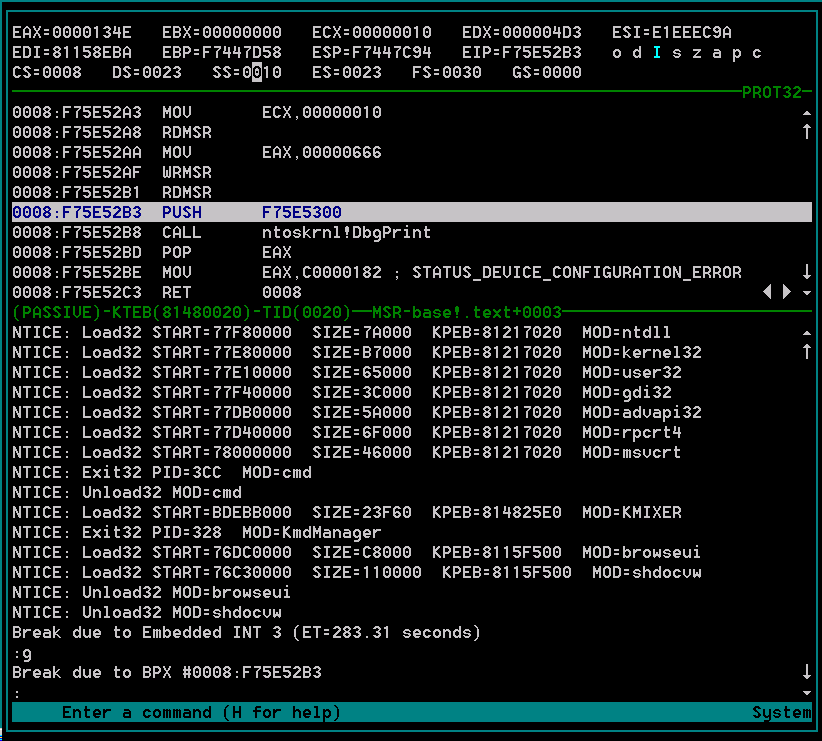 EAX=0000134E   EBX=00000000   ECX=00000010   EDX=000004D3   ESI=E1EEEC9A
EDI=81158EBA   EBP=F7447D58   ESP=F7447C94   EIP=F75E52B3   o d I s z a p c
CS=0008   DS=0023   SS=0010   ES=0023   FS=0030   GS=0000
PROT32
0008:F75E52A3  MOV       ECX,00000010
0008:F75E52A8  RDMSR
0008:F75E52AA  MOV       EAX,00000666
0008:F75E52AF  WRMSR
0008:F75E52B1  RDMSR
0008:F75E52B3  PUSH      F75E5300
0008:F75E52B8  CALL      ntoskrnl!DbgPrint
0008:F75E52BD  POP       EAX
0008:F75E52BE  MOV       EAX,C0000182 ; STATUS_DEVICE_CONFIGURATION_ERROR
0008:F75E52C3  RET       0008
(PASSIVE)-KTEB(81480020)-TID(0020)—MSR-base!.text+0003
NTICE: Load32 START=77F80000  SIZE=7A000  KPEB=81217020  MOD=ntdll
NTICE: Load32 START=77E80000  SIZE=B7000  KPEB=81217020  MOD=kernel32
NTICE: Load32 START=77E10000  SIZE=65000  KPEB=81217020  MOD=user32
NTICE: Load32 START=77F40000  SIZE=3C000  KPEB=81217020  MOD=gdi32
NTICE: Load32 START=77DB0000  SIZE=5A000  KPEB=81217020  MOD=advapi32
NTICE: Load32 START=77D40000  SIZE=6F000  KPEB=81217020  MOD=rpcrt4
NTICE: Load32 START=78000000  SIZE=46000  KPEB=81217020  MOD=msvcrt
NTICE: Exit32 PID=3CC  MOD=cmd
NTICE: Unload32 MOD=cmd
NTICE: Load32 START=BDEBB000  SIZE=23F60  KPEB=814825E0  MOD=KMIXER
NTICE: Exit32 PID=328  MOD=KmdManager
NTICE: Load32 START=76DC0000  SIZE=C8000  KPEB=8115F500  MOD=browseui
NTICE: Load32 START=76C30000  SIZE=110000  KPEB=8115F500  MOD=shdocvw
NTICE: Unload32 MOD=browseui
NTICE: Unload32 MOD=shdocvw
Break due to Embedded INT 3 (ET=283.31 seconds)
:g
Break due to BPX #0008:F75E52B3
:
Enter a command (H for help)   System